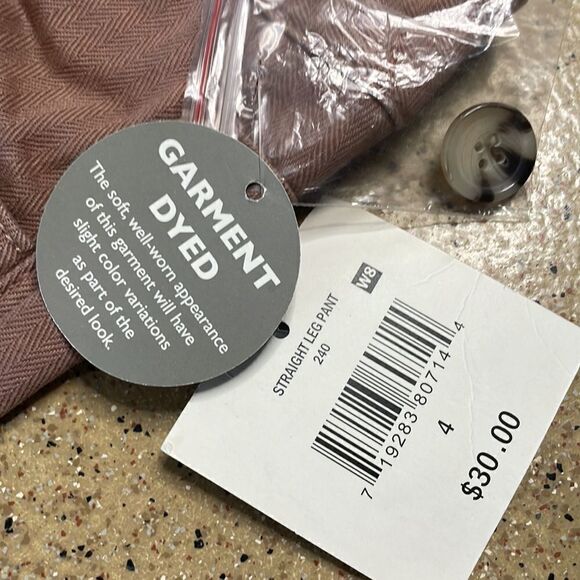 GARMENT
DYED
The soft, well-worn appearance
of this garment will have
slight color variations
as part of the
desired look.
W8
STRAIGHT LEG PANT
240
7 19283 80714 4
4
$30.00